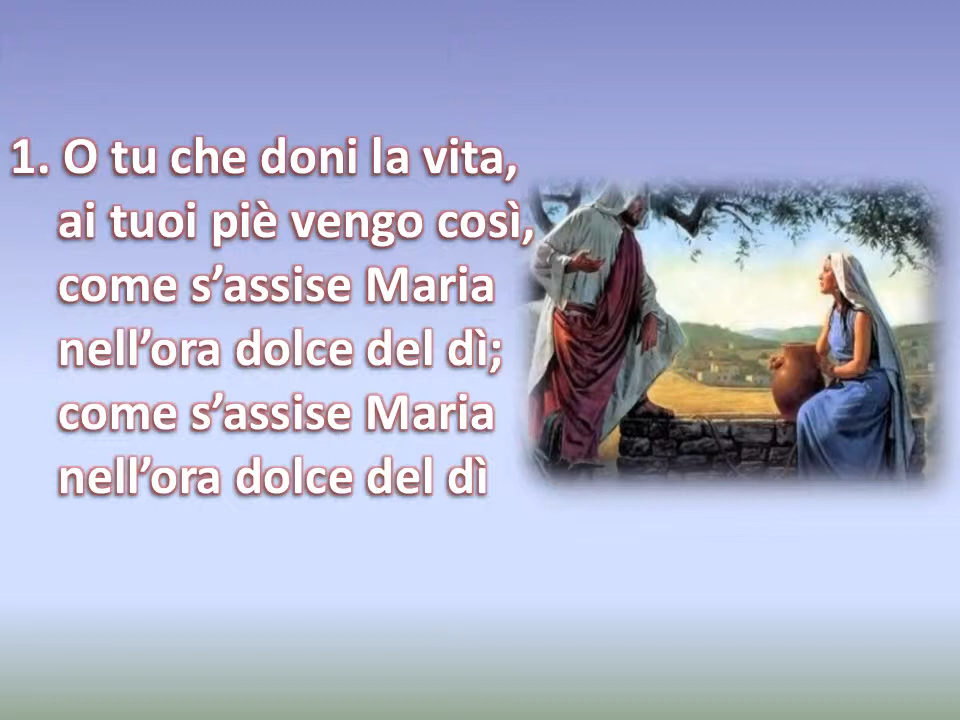 1. O tu che doni la vita,
ai tuoi piè vengo così,
come s’assise Maria
nell’ora dolce del dì;
come s’assise Maria
nell’ora dolce del dì